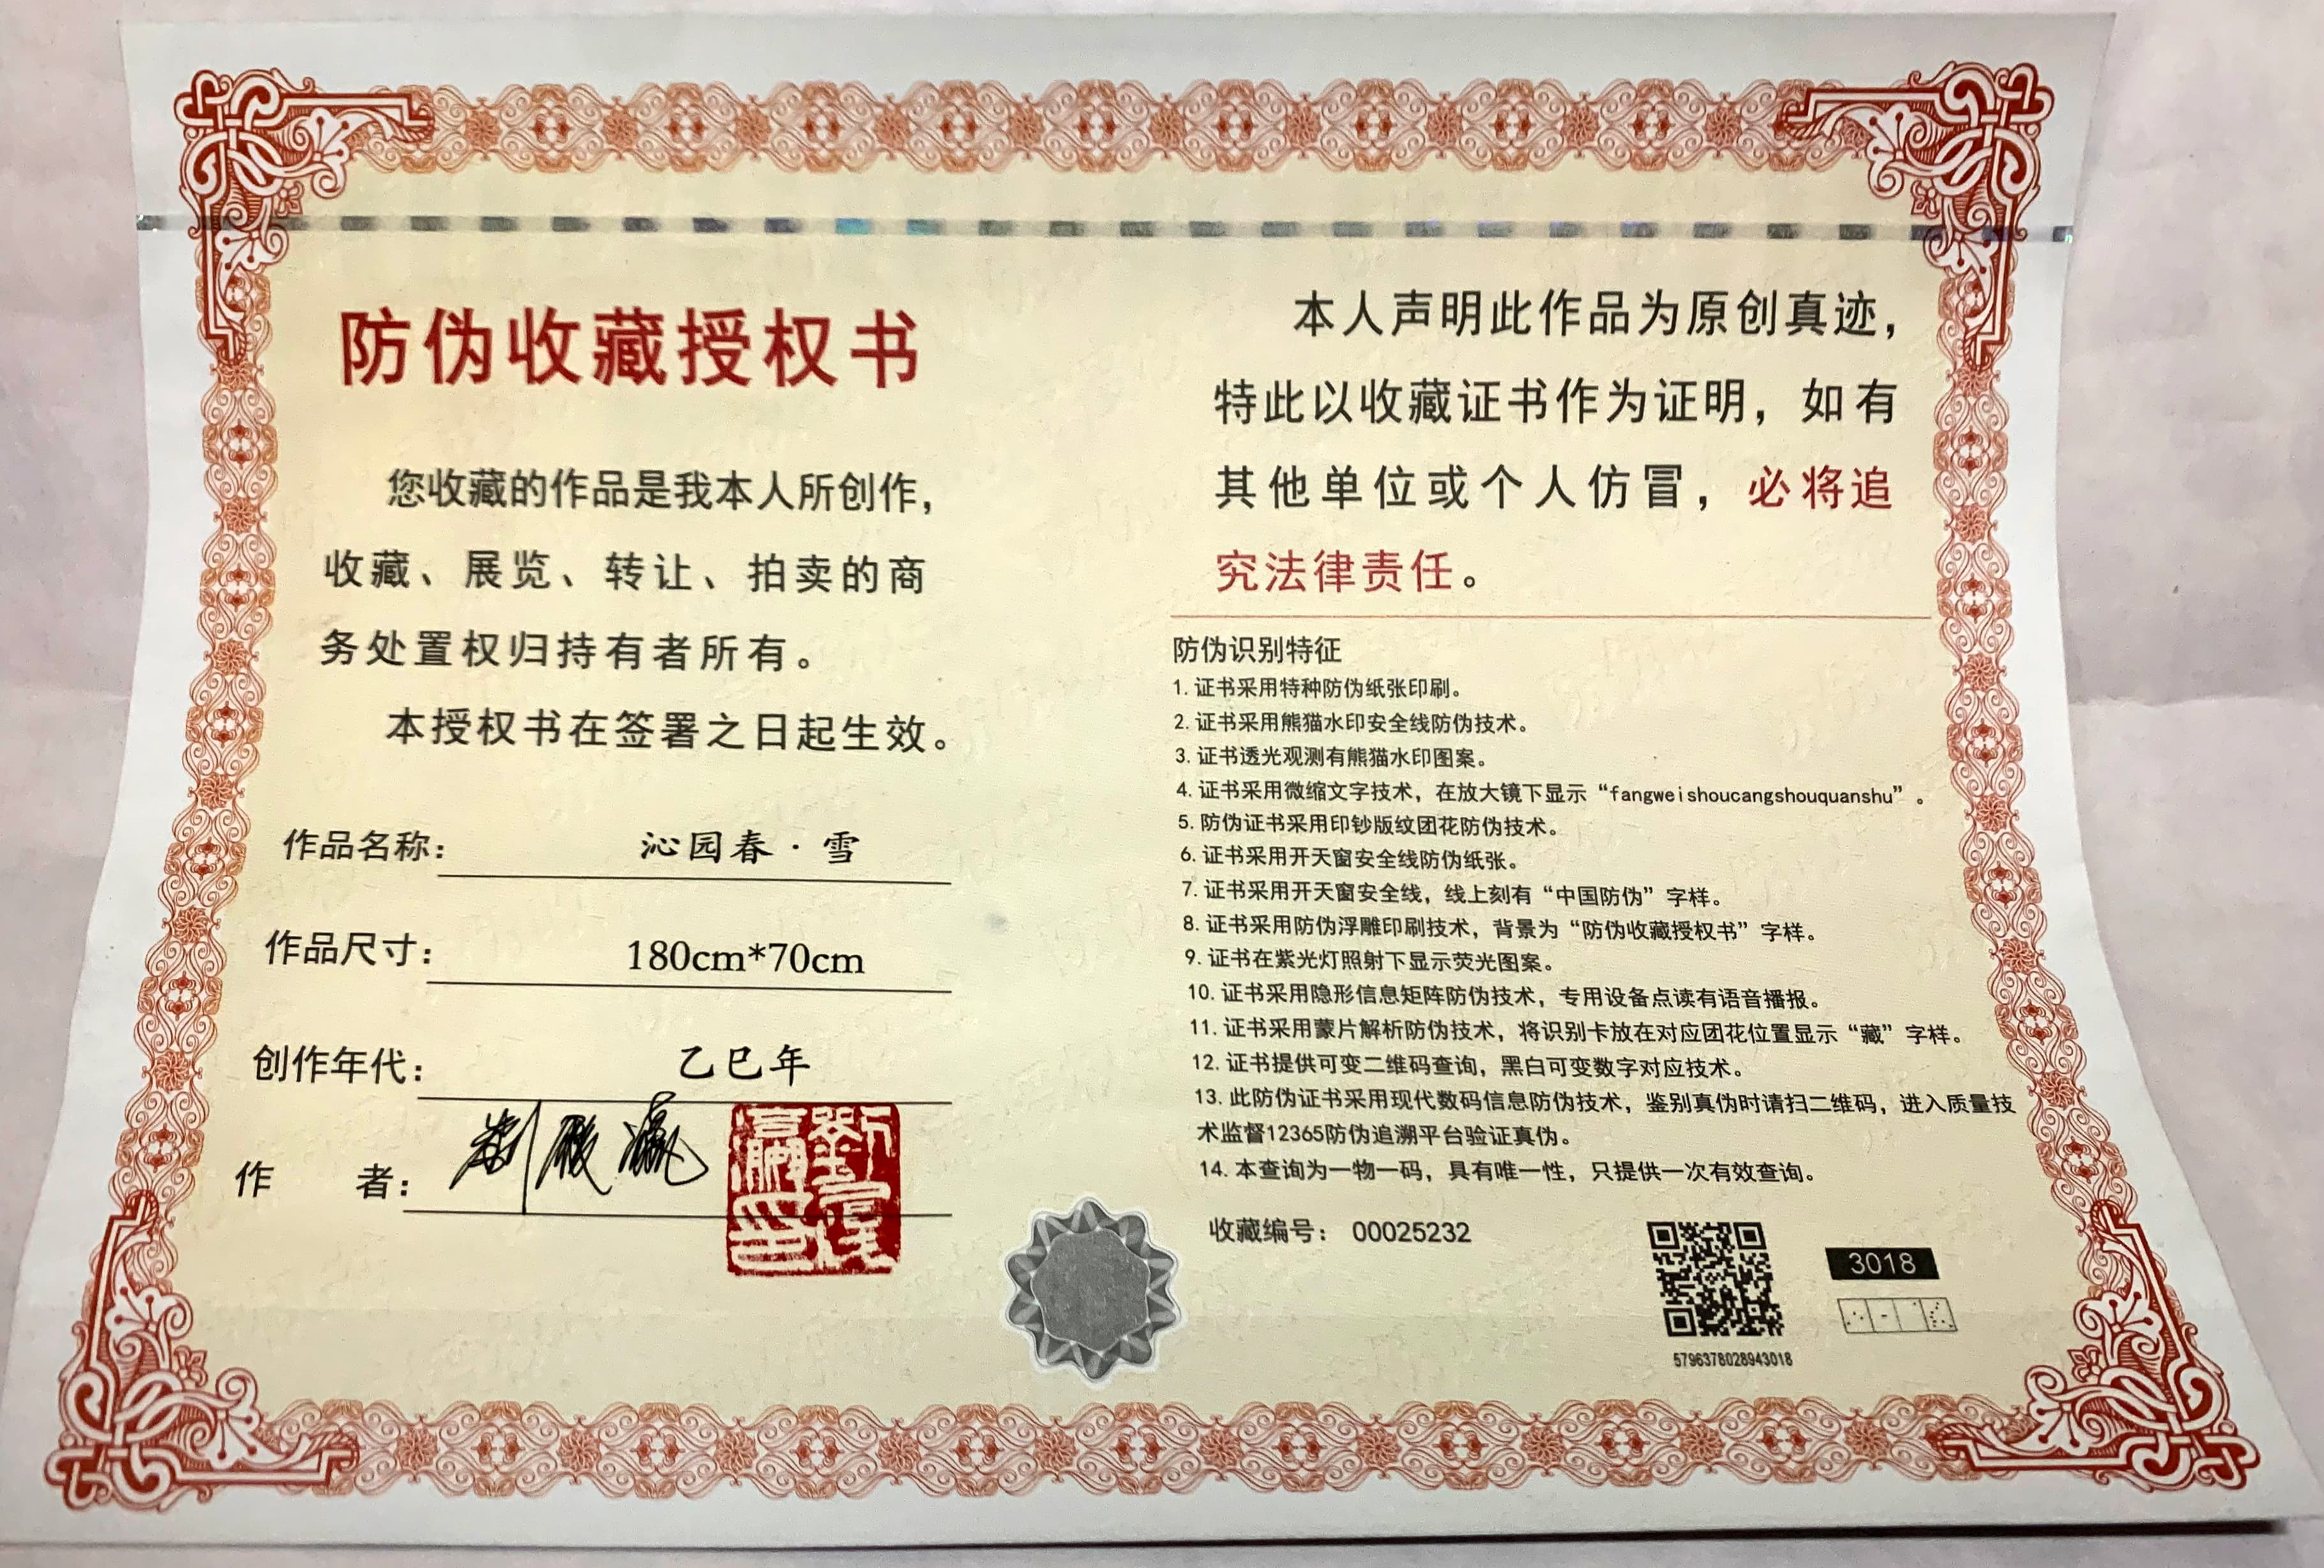 防伪收藏授权书
您收藏的作品是我本人所创作，
收藏、展览、转让、拍卖的商
务处置权归持有者所有。
本授权书在签署之日起生效。
作品名称：沁园春·雪
作品尺寸：180cm*70cm
创作年代：乙巳年
作 者：
本人声明此作品为原创真迹，
特此以收藏证书作为证明，如有
其他单位或个人仿冒，必将追
究法律责任。
防伪识别特征
1. 证书采用特种防伪纸张印刷。
2. 证书采用熊猫水印安全线防伪技术。
3. 证书透光观测有熊猫水印图案。
4. 证书采用微缩文字技术，在放大镜下显示“fangweishoucangshouquanshu”。
5. 防伪证书采用印钞版纹团花防伪技术。
6. 证书采用开天窗安全线防伪纸张。
7. 证书采用开天窗安全线，线上刻有“中国防伪”字样。
8. 证书采用防伪浮雕印刷技术，背景为“防伪收藏授权书”字样。
9. 证书在紫光灯照射下显示荧光图案。
10. 证书采用隐形信息矩阵防伪技术，专用设备点读有语音播报。
11. 证书采用蒙片解析防伪技术，将识别卡放在对应团花位置显示“藏”字样。
12. 证书提供可变二维码查询，黑白可变数字对应技术。
13. 此防伪证书采用现代数码信息防伪技术，鉴别真伪时请扫二维码，进入质量技
术监督12365防伪追溯平台验证真伪。
14. 本查询为一物一码，具有唯一性，只提供一次有效查询。
收藏编号：00025232
3018
5796378028943018